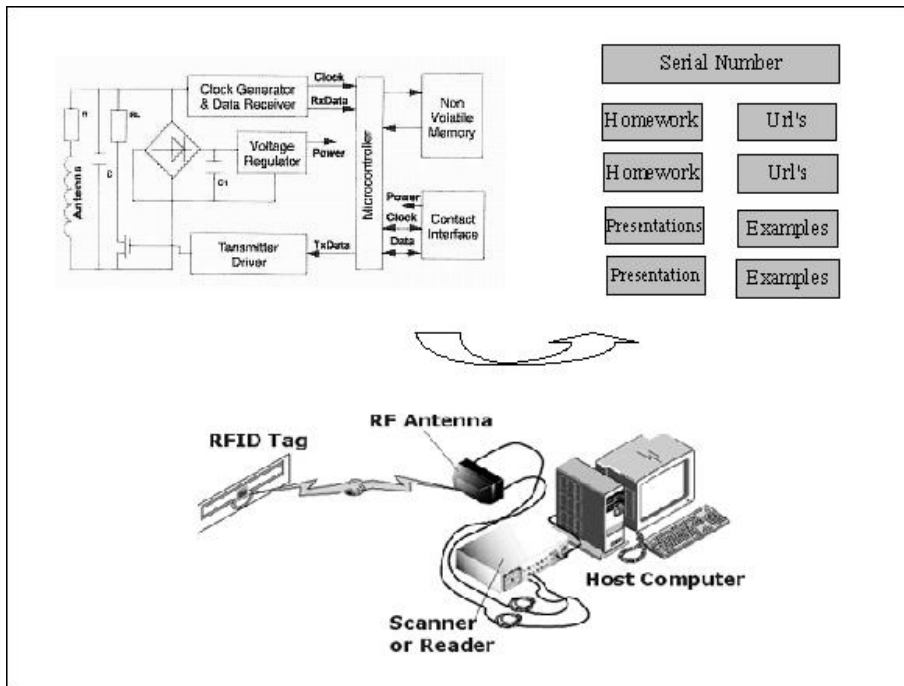 Clock Generator
& Data Receiver
Clock
RxData
Voltage
Regulator
Power
Microcontroller
Non
Volatile
Memory
Antenna
R
RL
C
C1
Power
Clock
Data
Contact
Interface
Tansmitter
Driver
TxData
Serial Number
Homework
Url's
Homework
Url's
Presentations
Examples
Presentation
Examples
RFID Tag
RF Antenna
Host Computer
Scanner
or Reader